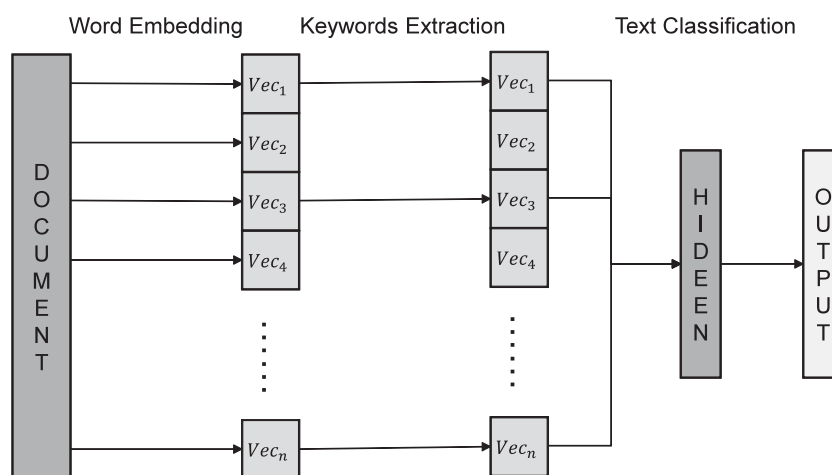 Word Embedding
Keywords Extraction
Text Classification
DOCUMENT
Vec₁
Vec₂
Vec₃
Vec₄
Vecₙ
Vec₁
Vec₂
Vec₃
Vec₄
Vecₙ
HIDEEN
OUTPUT